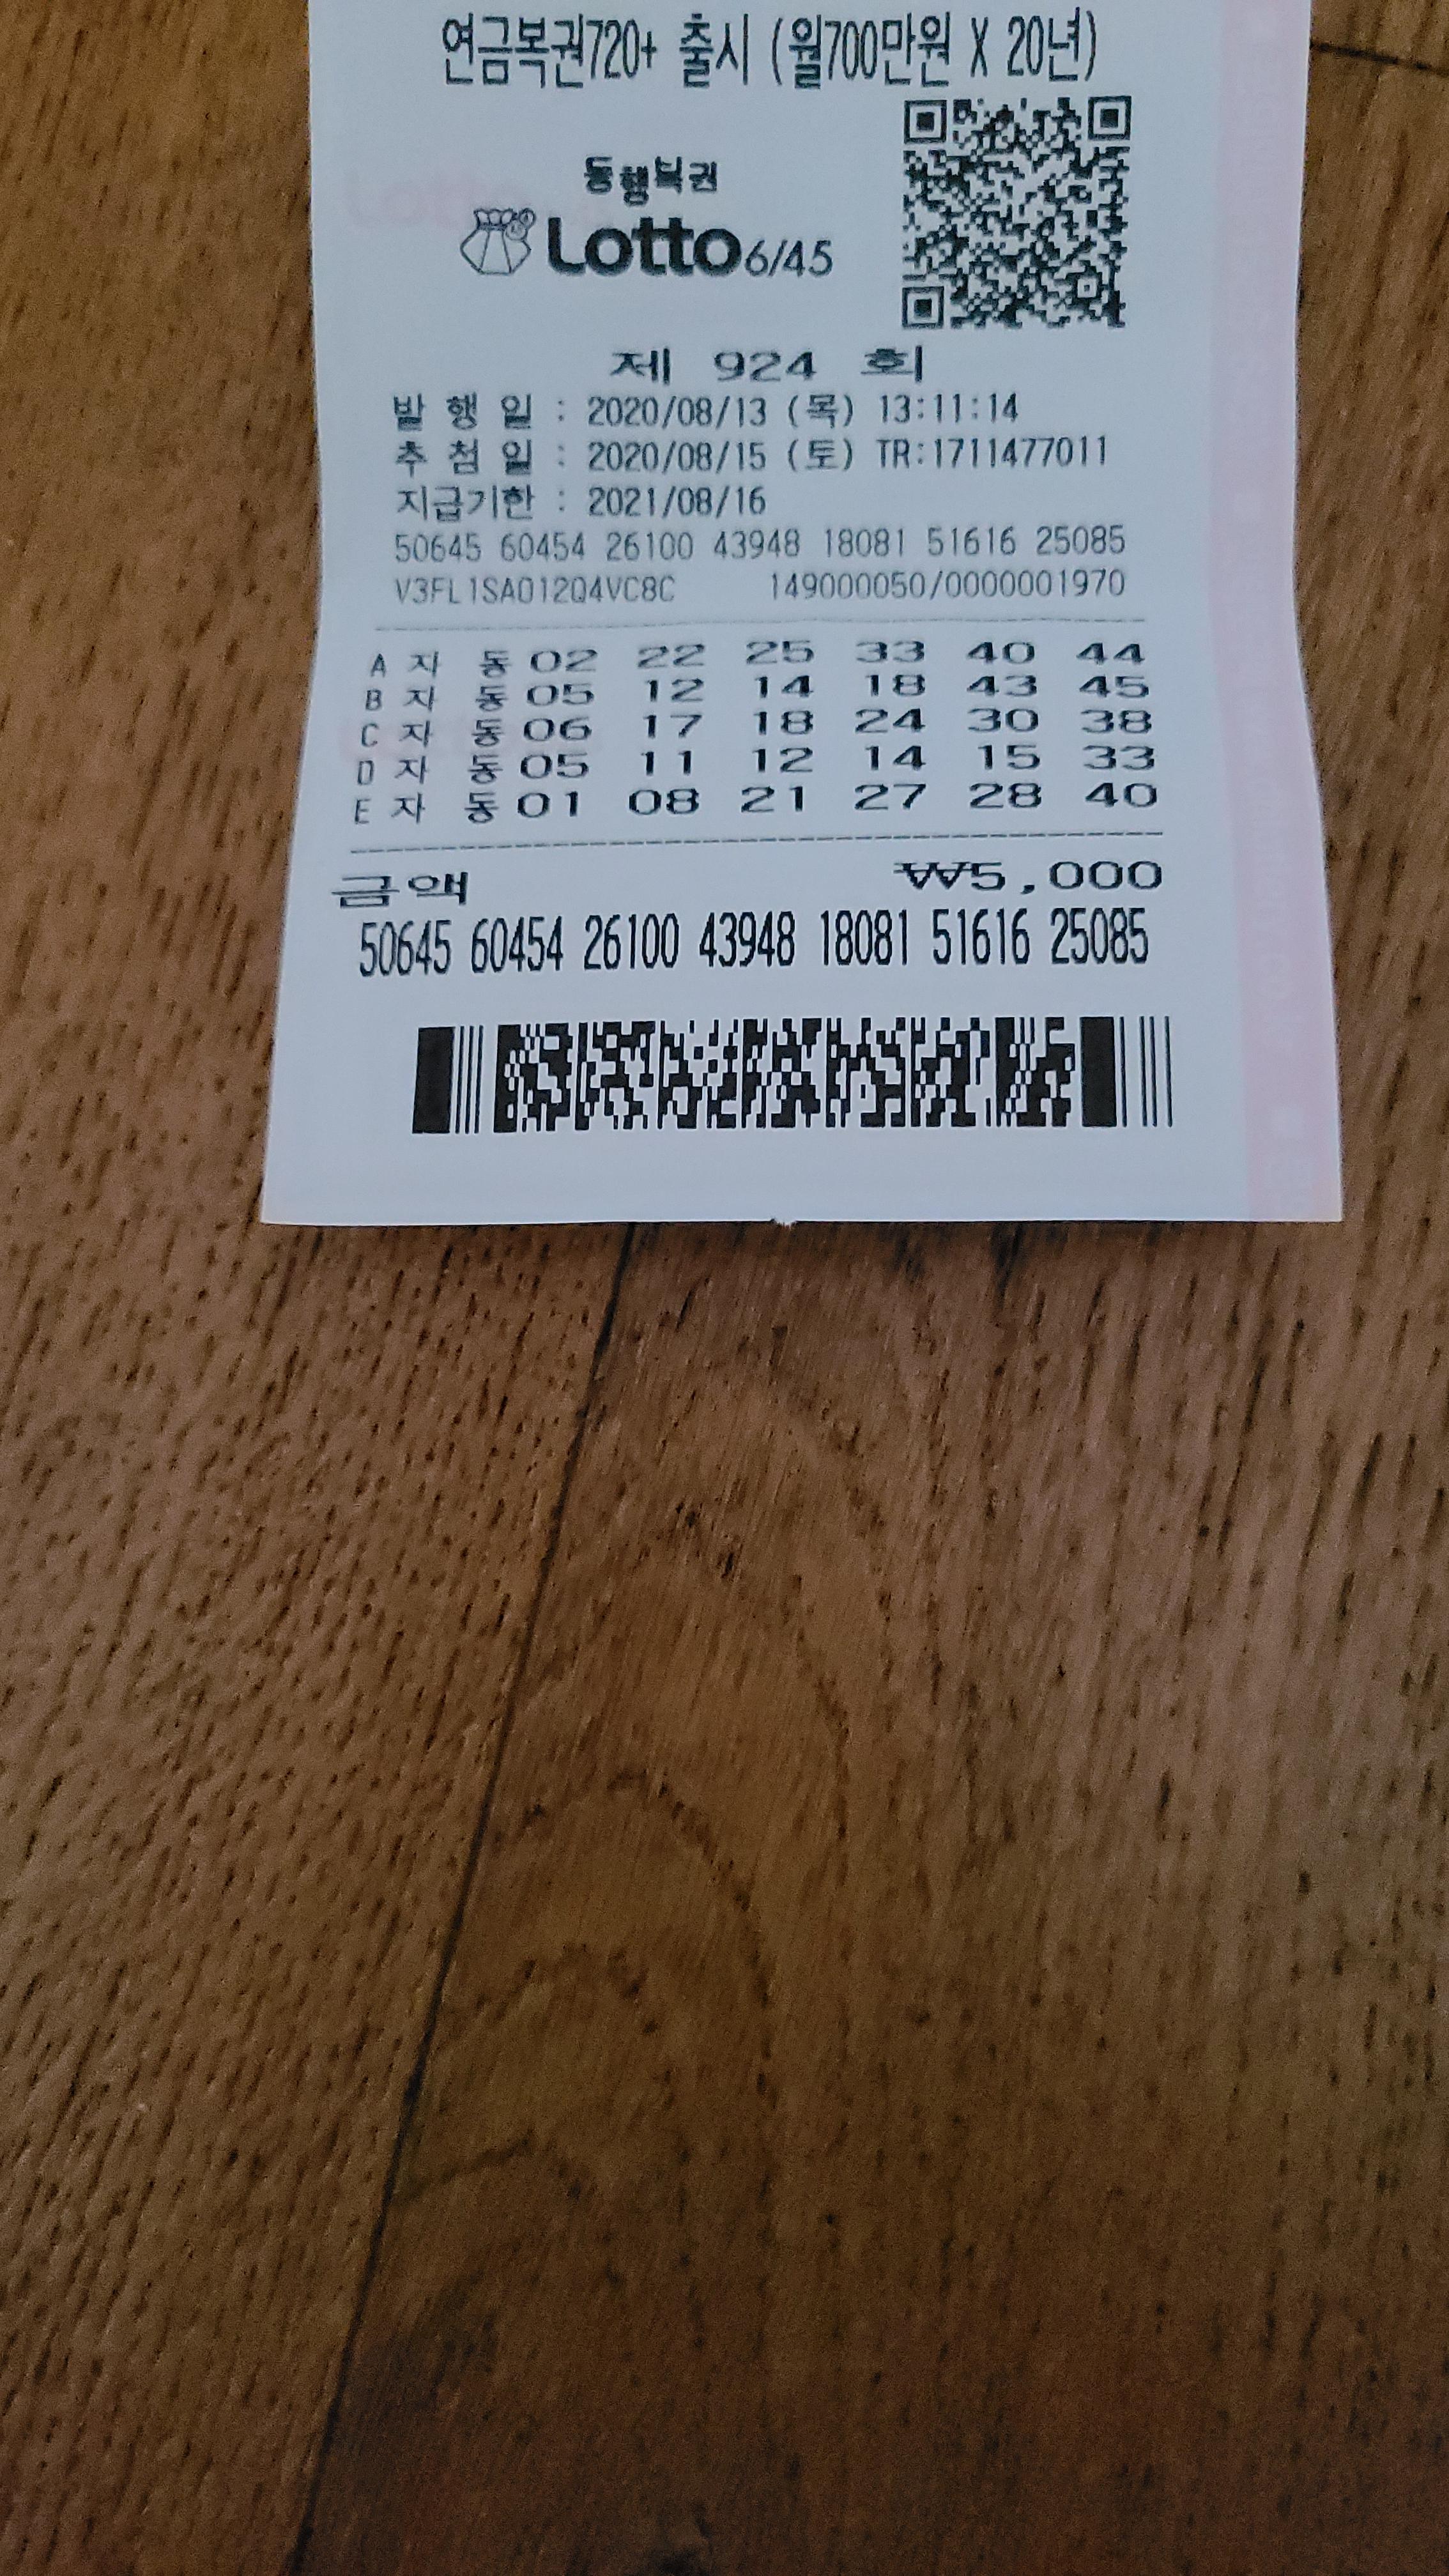 연금복권720+ 출시 (월700만원 X 20년)
동행복권
Lotto 6/45
제 924 회
발 행 일 : 2020/08/13 (목) 13:11:14
추 첨 일 : 2020/08/15 (토) TR:1711477011
지급기한 : 2021/08/16
50645 60454 26100 43948 18081 51616 25085
V3FL1SA012Q4VC8C 149000050/0000001970
A 자 동 02 22 25 33 40 44
B 자 동 05 12 14 18 43 45
C 자 동 06 17 18 24 30 38
D 자 동 05 11 12 14 15 33
E 자 동 01 08 21 27 28 40
금액 ₩5,000
50645 60454 26100 43948 18081 51616 25085